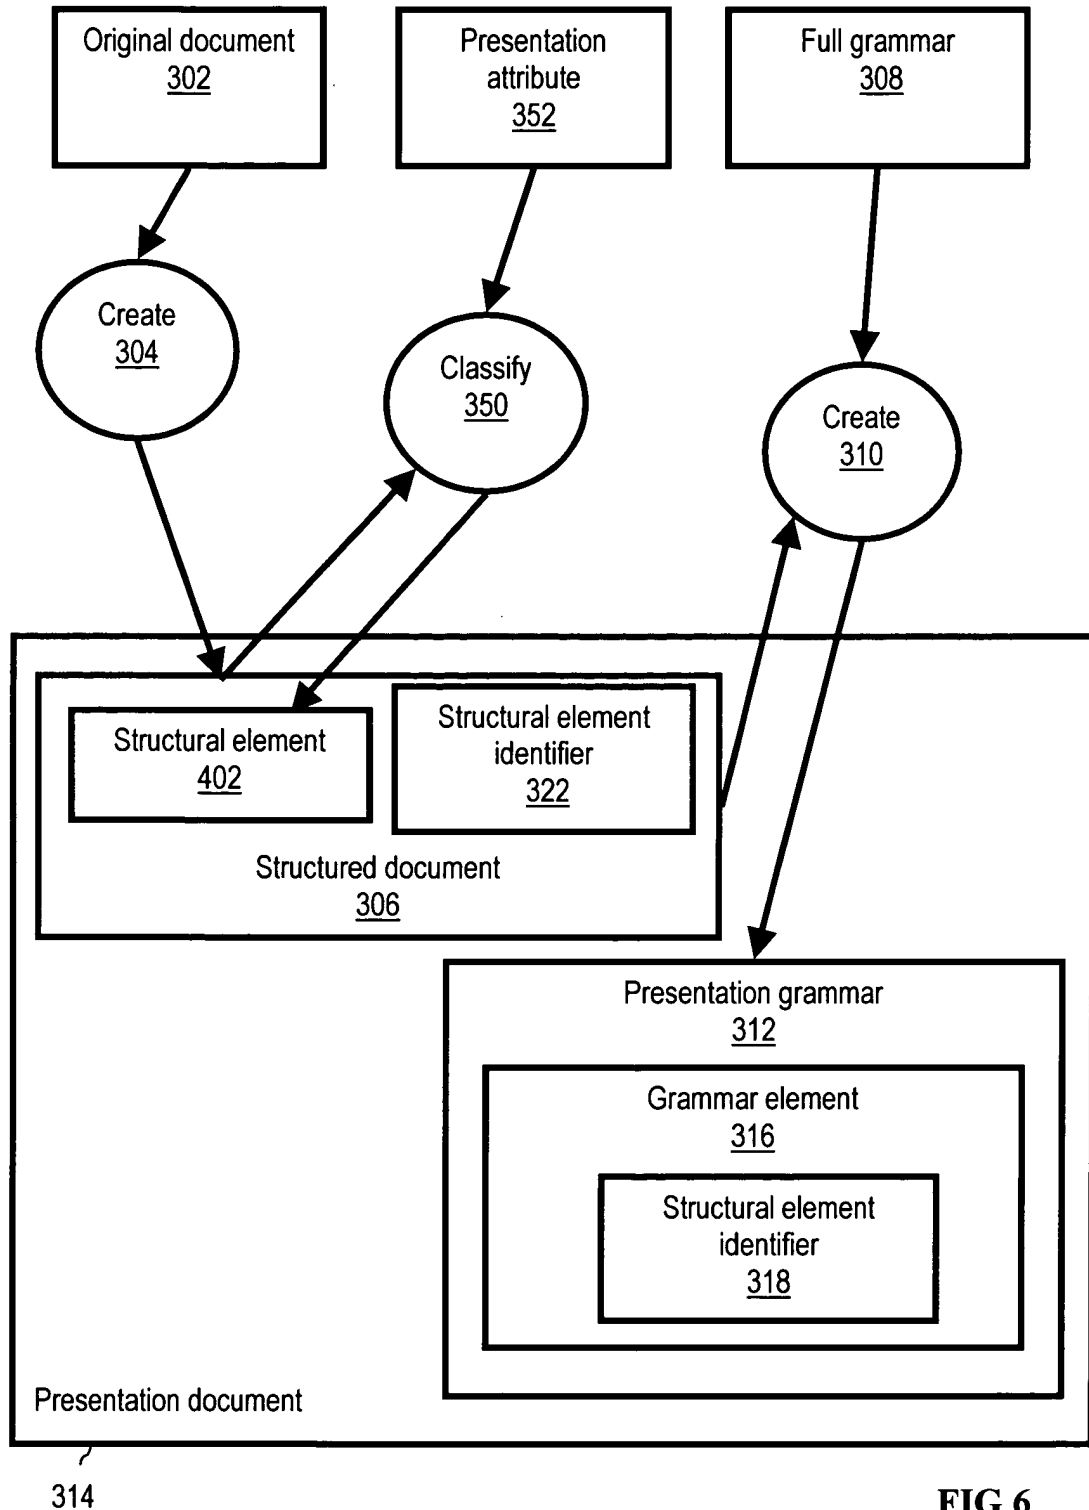 Original document
302
Presentation
attribute
352
Full grammar
308
Create
304
Classify
350
Create
310
Structural element
402
Structural element
identifier
322
Structured document
306
Presentation grammar
312
Grammar element
316
Structural element
identifier
318
Presentation document
314
FIG 6